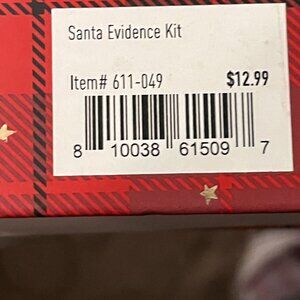 Santa Evidence Kit
Item# 611-049 $12.99
8 10038 61509 7